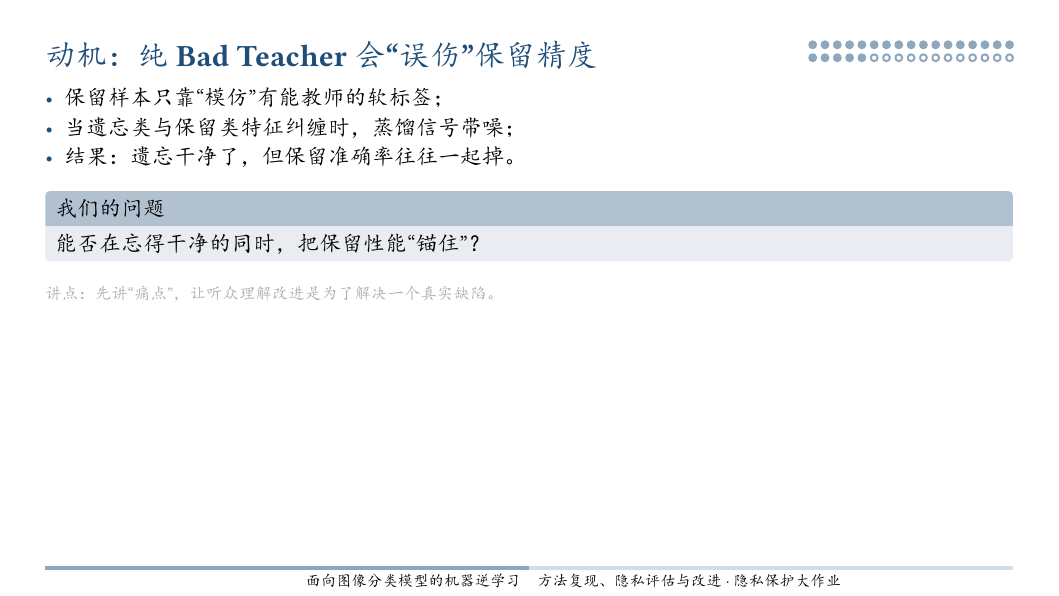 动机：纯 Bad Teacher 会“误伤”保留精度
• 保留样本只靠“模仿”有能教师的软标签；
• 当遗忘类与保留类特征纠缠时，蒸馏信号带噪；
• 结果：遗忘干净了，但保留准确率往往一起掉。
我们的问题
能否在忘得干净的同时，把保留性能“锚住”？
讲点：先讲“痛点”，让听众理解改进是为了解决一个真实缺陷。
面向图像分类模型的机器逆学习 方法复现、隐私评估与改进 · 隐私保护大作业